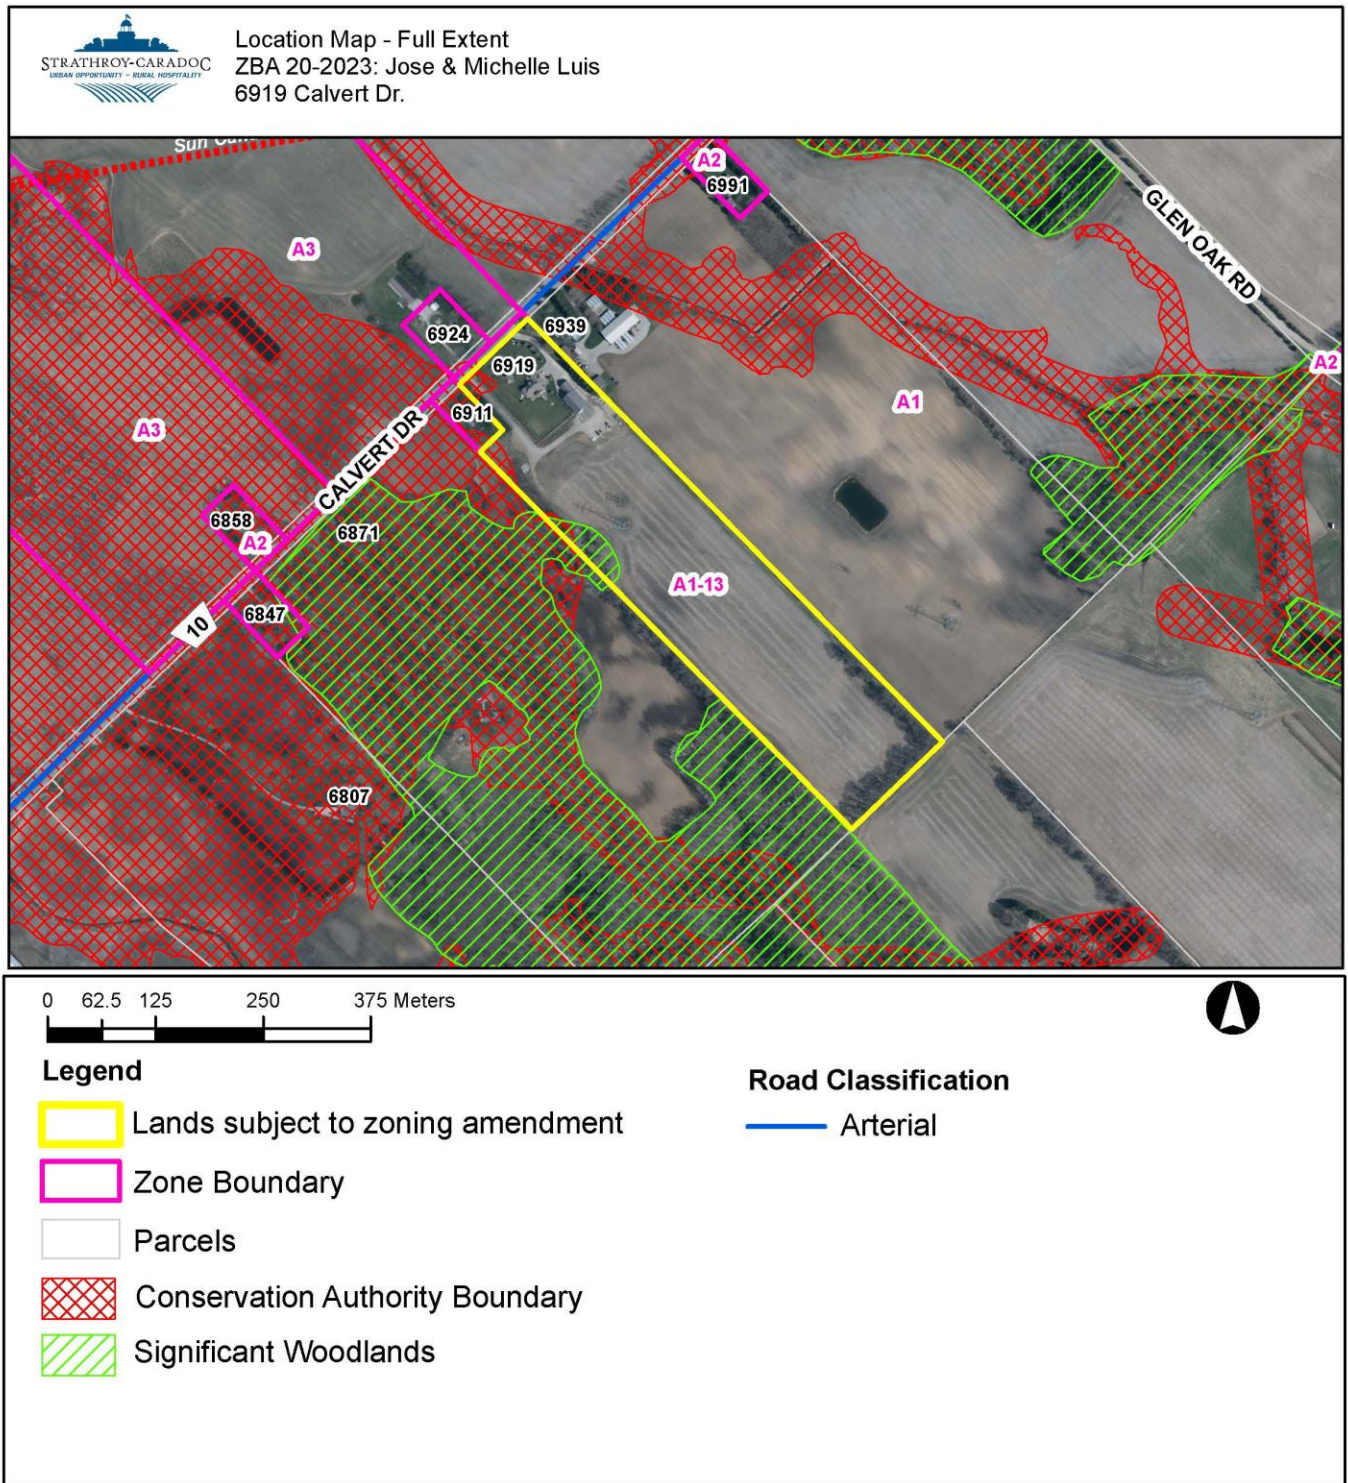 STRATHROY-CARADOC
URBAN OPPORTUNITY ~ RURAL HOSPITALITY
Location Map - Full Extent
ZBA 20-2023: Jose & Michelle Luis
6919 Calvert Dr.
Sun
A2
6991
GLEN OAK RD
A3
6924
6939
6919
A2
A1
6911
A3
CALVERT DR
6858
A2
6871
A1-13
6847
10
6807
0 62.5 125 250 375 Meters
Legend
Lands subject to zoning amendment
Zone Boundary
Parcels
Conservation Authority Boundary
Significant Woodlands
Road Classification
Arterial